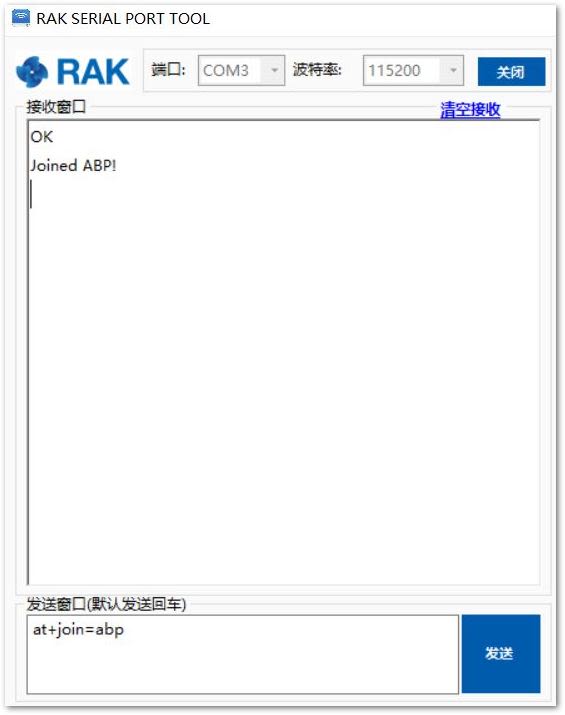 RAK SERIAL PORT TOOL
RAK 端口: COM3 波特率: 115200 关闭
接收窗口 清空接收
OK
Joined ABP!
发送窗口(默认发送回车)
at+join=abp
发送